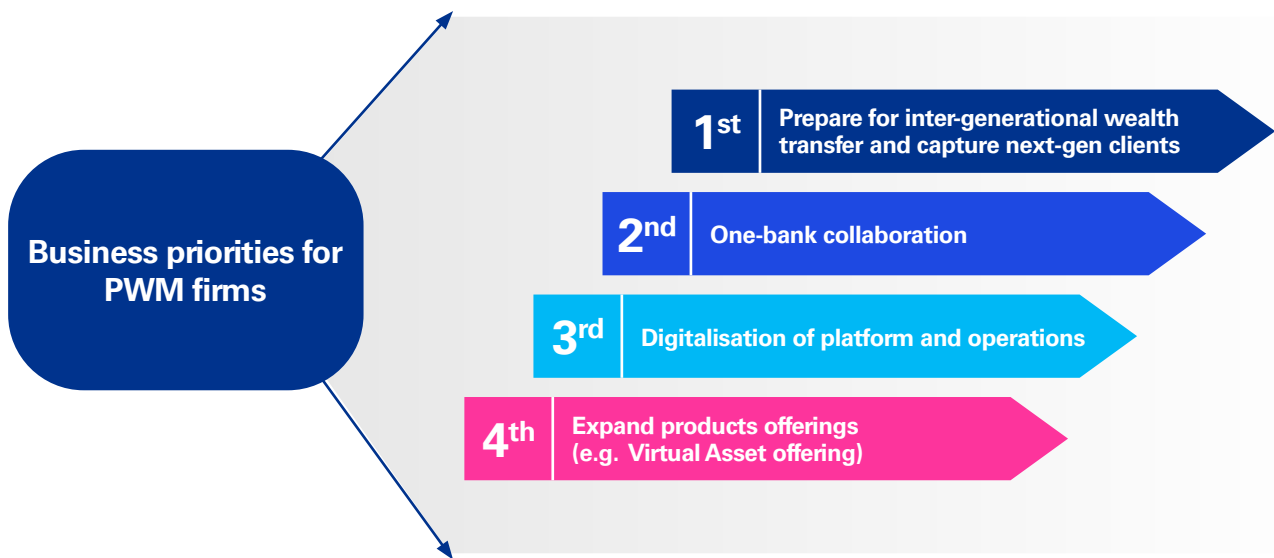 Business priorities for
PWM firms
1st
Prepare for inter-generational wealth
transfer and capture next-gen clients
2nd
One-bank collaboration
3rd
Digitalisation of platform and operations
4th
Expand products offerings
(e.g. Virtual Asset offering)